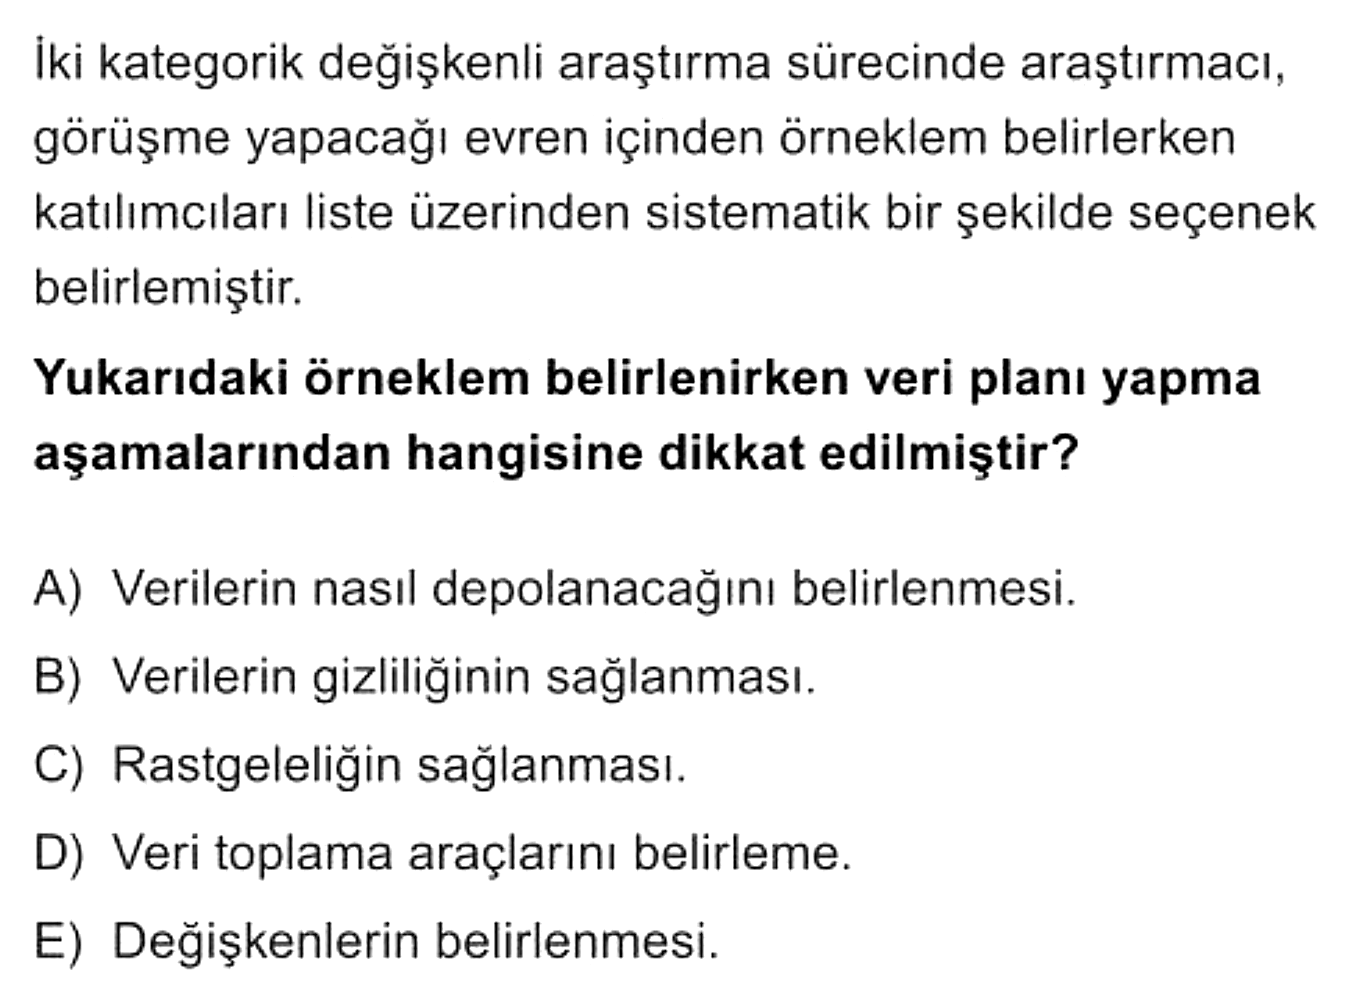 İki kategorik değişkenli araştırma sürecinde araştırmacı,
görüşme yapacağı evren içinden örneklem belirlerken
katılımcıları liste üzerinden sistematik bir şekilde seçenek
belirlemiştir.
Yukarıdaki örneklem belirlenirken veri planı yapma
aşamalarından hangisine dikkat edilmiştir?
A) Verilerin nasıl depolanacağını belirlenmesi.
B) Verilerin gizliliğinin sağlanması.
C) Rastgeleliğin sağlanması.
D) Veri toplama araçlarını belirleme.
E) Değişkenlerin belirlenmesi.